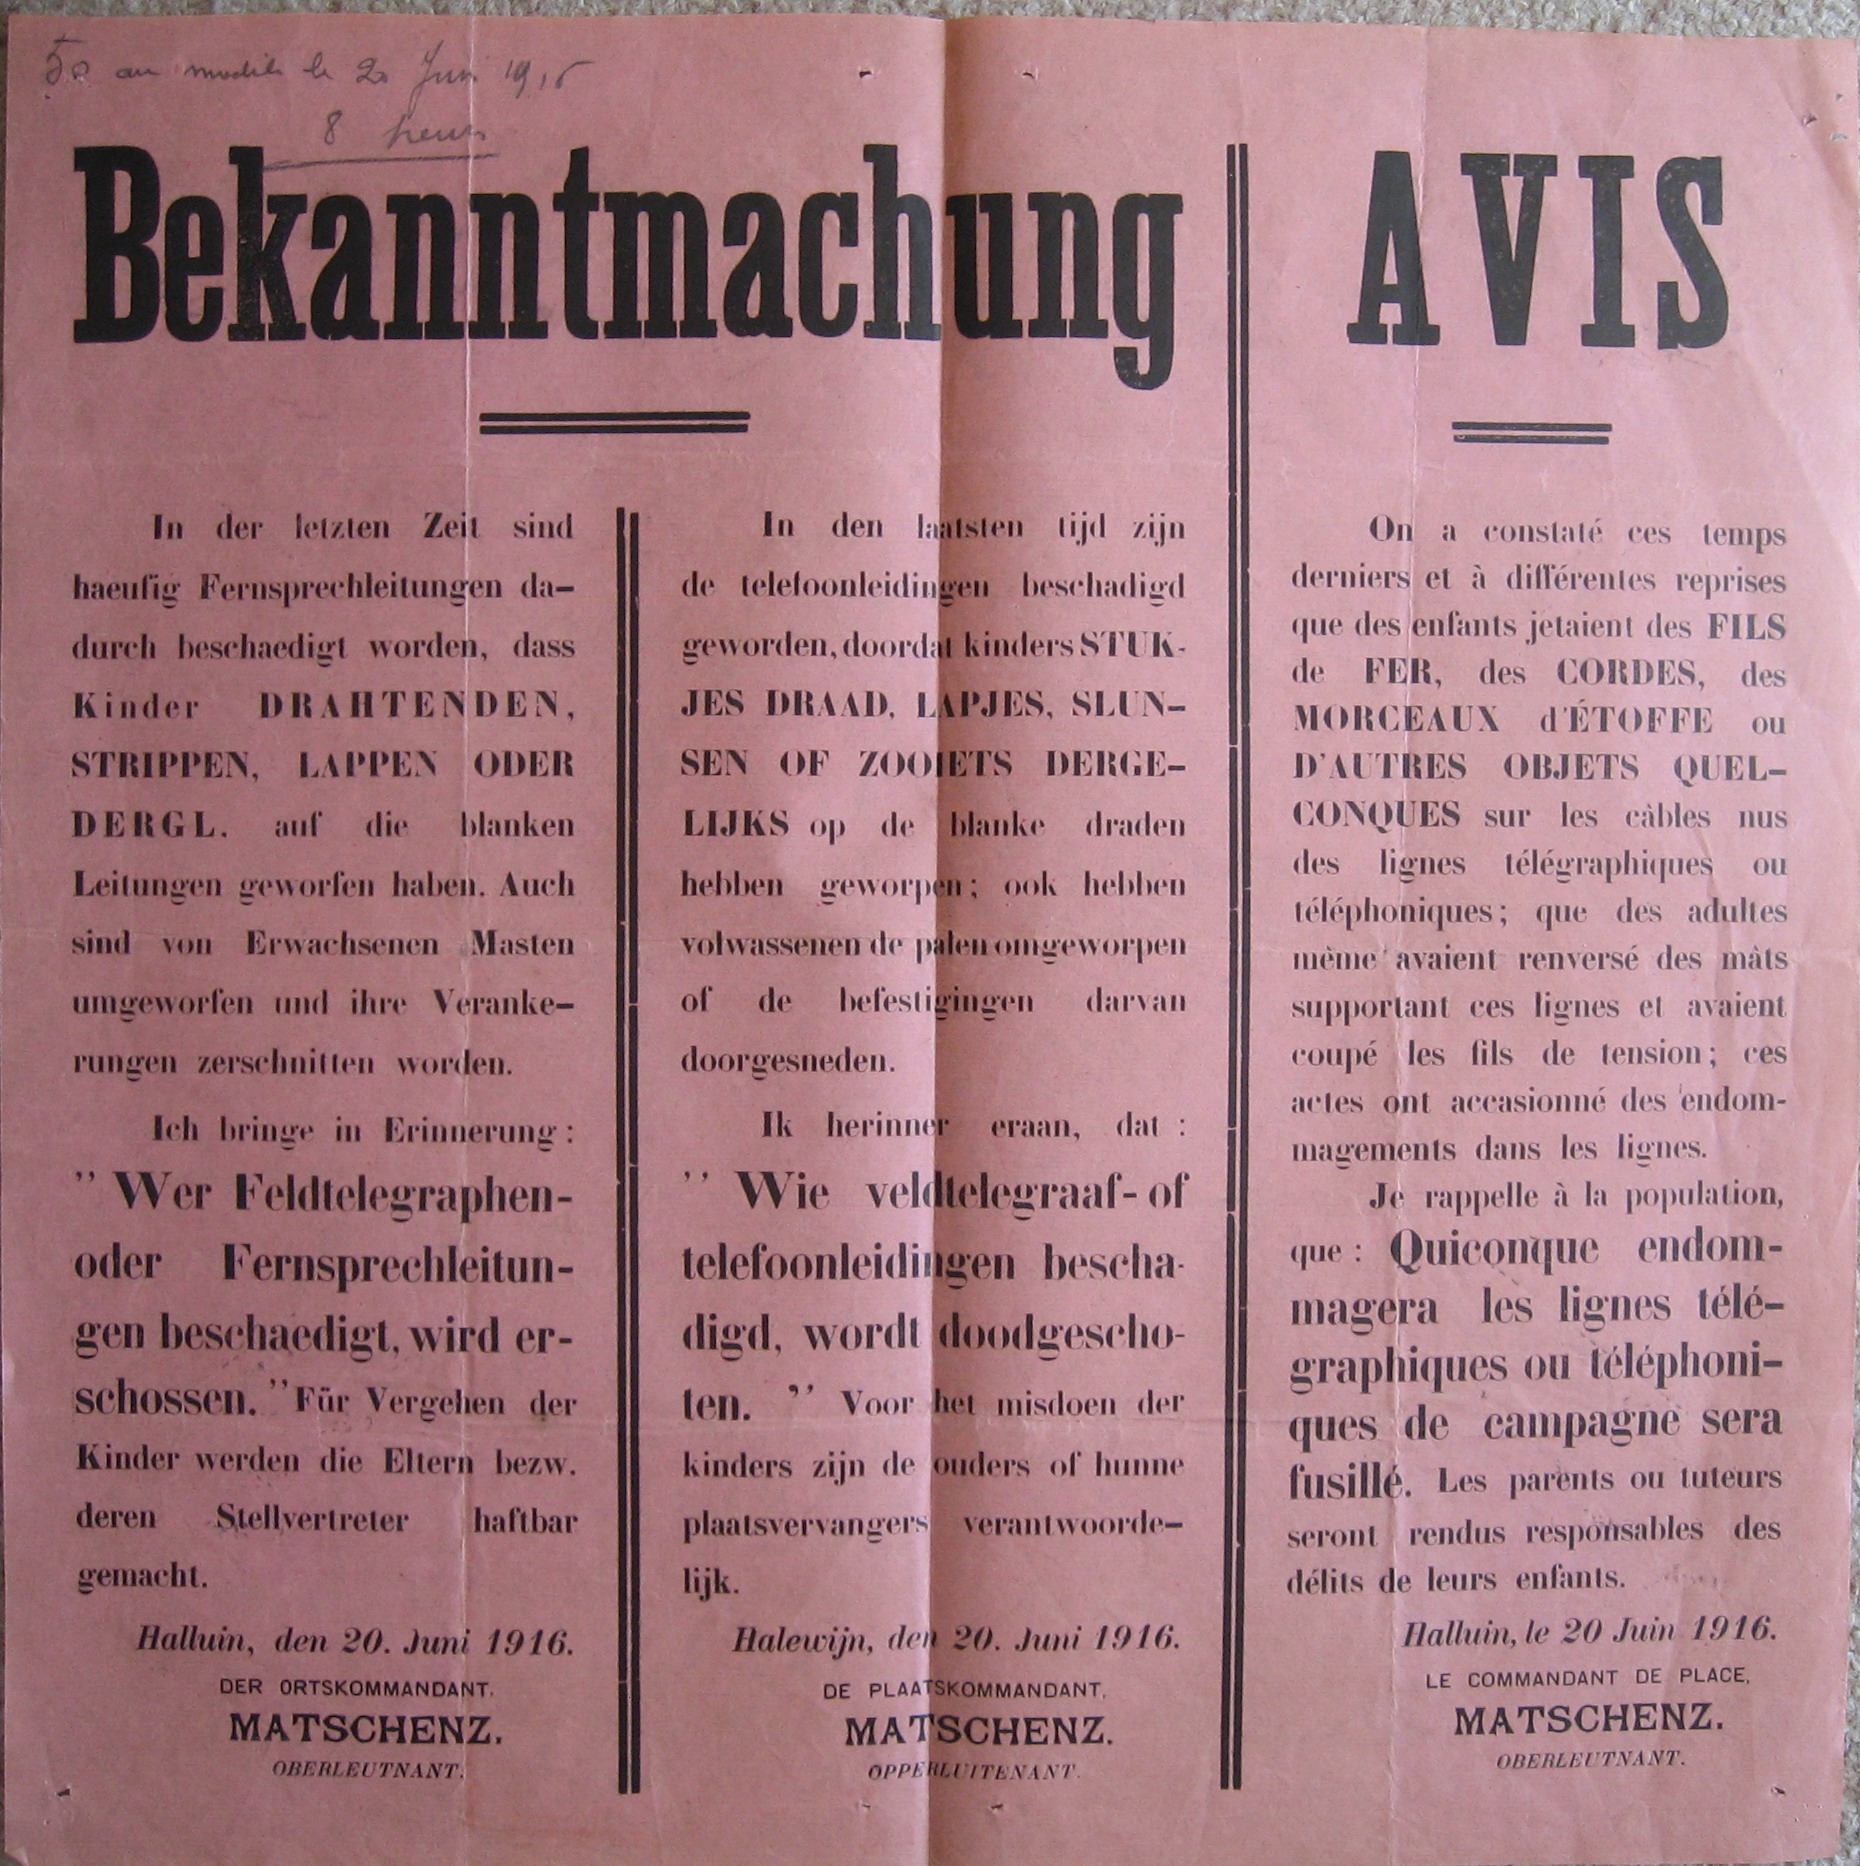 50 au modèle le 20 Juin 1916
8 heures
Bekanntmachung
In der letzten Zeit sind
haeufig Fernsprechleitungen da-
durch beschaedigt worden, dass
Kinder DRAHTENDEN,
STRIPPEN, LAPPEN ODER
DERGL. auf die blanken
Leitungen geworfen haben. Auch
sind von Erwachsenen Masten
umgeworfen und ihre Veranke-
rungen zerschnitten worden.
Ich bringe in Erinnerung :
" Wer Feldtelegraphen-
oder Fernsprechleitun-
gen beschaedigt, wird er-
schossen. " Für Vergehen der
Kinder werden die Eltern bezw.
deren Stellvertreter haftbar
gemacht.
Halluin, den 20. Juni 1916.
DER ORTSKOMMANDANT.
MATSCHENZ.
OBERLEUTNANT.
In den laatsten tijd zijn
de telefoonleidingen beschadigd
geworden, doordat kinders STUK-
JES DRAAD, LAPJES, SLUN-
SEN OF ZOOIETS DERGE-
LIJKS op de blanke draden
hebben geworpen ; ook hebben
volwassenen de palen omgeworpen
of de befestigingen darvan
doorgesneden.
Ik herinner eraan, dat :
" Wie veldtelegraaf- of
telefoonleidingen bescha-
digd, wordt doodgescho-
ten. " Voor het misdoen der
kinders zijn de ouders of hunne
plaatsvervangers verantwoorde-
lijk.
Halewijn, den 20. Juni 1916.
DE PLAATSKOMMANDANT,
MATSCHENZ.
OPPERLUITENANT.
AVIS
On a constaté ces temps
derniers et à différentes reprises
que des enfants jetaient des FILS
de FER, des CORDES, des
MORCEAUX d'ÉTOFFE ou
D'AUTRES OBJETS QUEL-
CONQUES sur les câbles nus
des lignes télégraphiques ou
téléphoniques ; que des adultes
mème avaient renversé des mâts
supportant ces lignes et avaient
coupé les fils de tension ; ces
actes ont accasionné des endom-
magements dans les lignes.
Je rappelle à la population,
que : Quiconque endom-
magera les lignes télé-
graphiques ou téléphoni-
ques de campagne sera
fusillé. Les parents ou tuteurs
seront rendus responsables des
délits de leurs enfants.
Halluin, le 20 Juin 1916.
LE COMMANDANT DE PLACE,
MATSCHENZ.
OBERLEUTNANT.